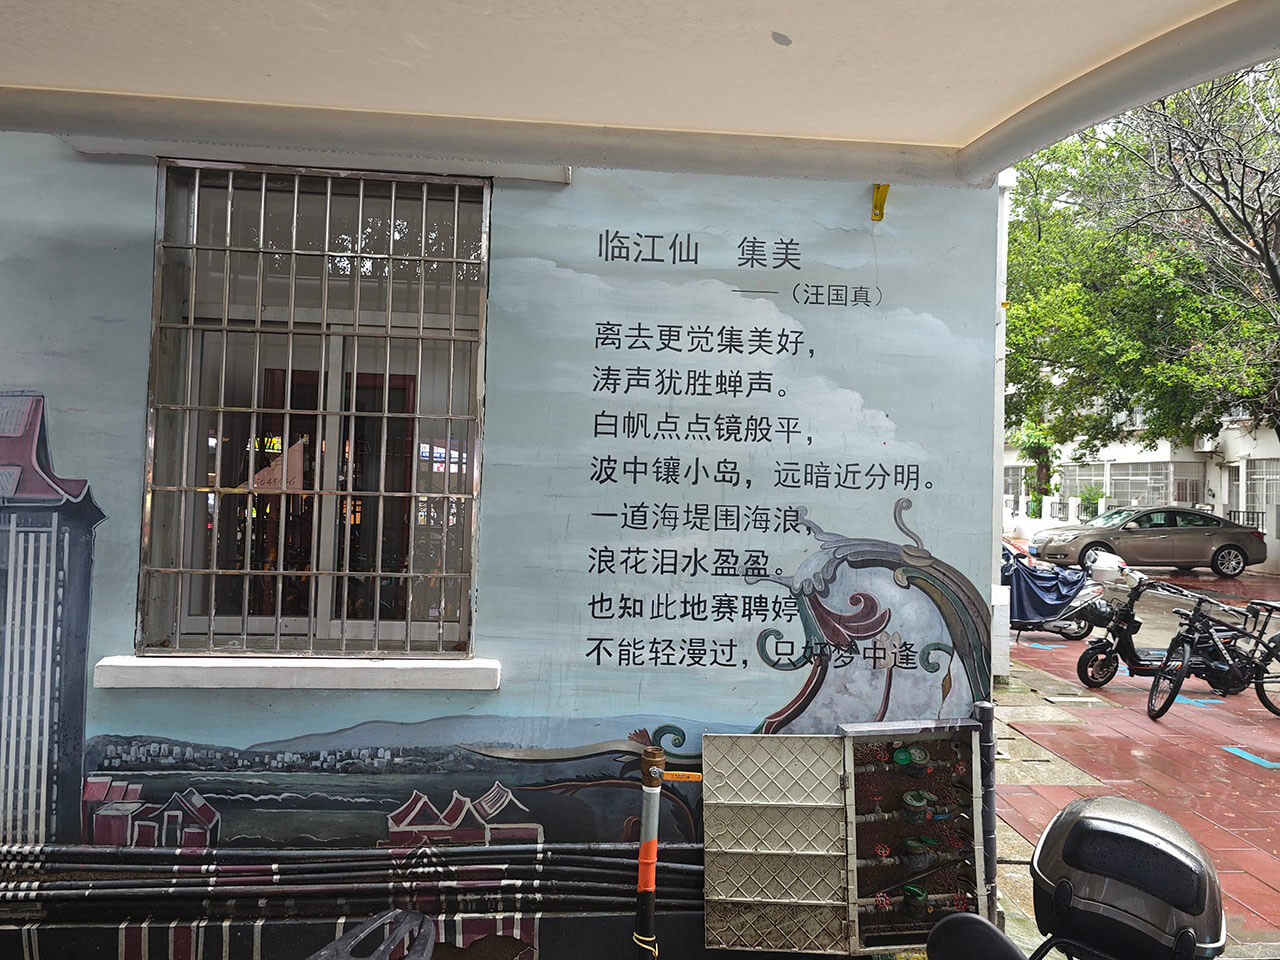 临江仙 集美
——（汪国真）
离去更觉集美好，
涛声犹胜蝉声。
白帆点点镜般平，
波中镶小岛，远暗近分明。
一道海堤围海浪，
浪花泪水盈盈。
也知此地赛聘婷
不能轻漫过，只好梦中逢